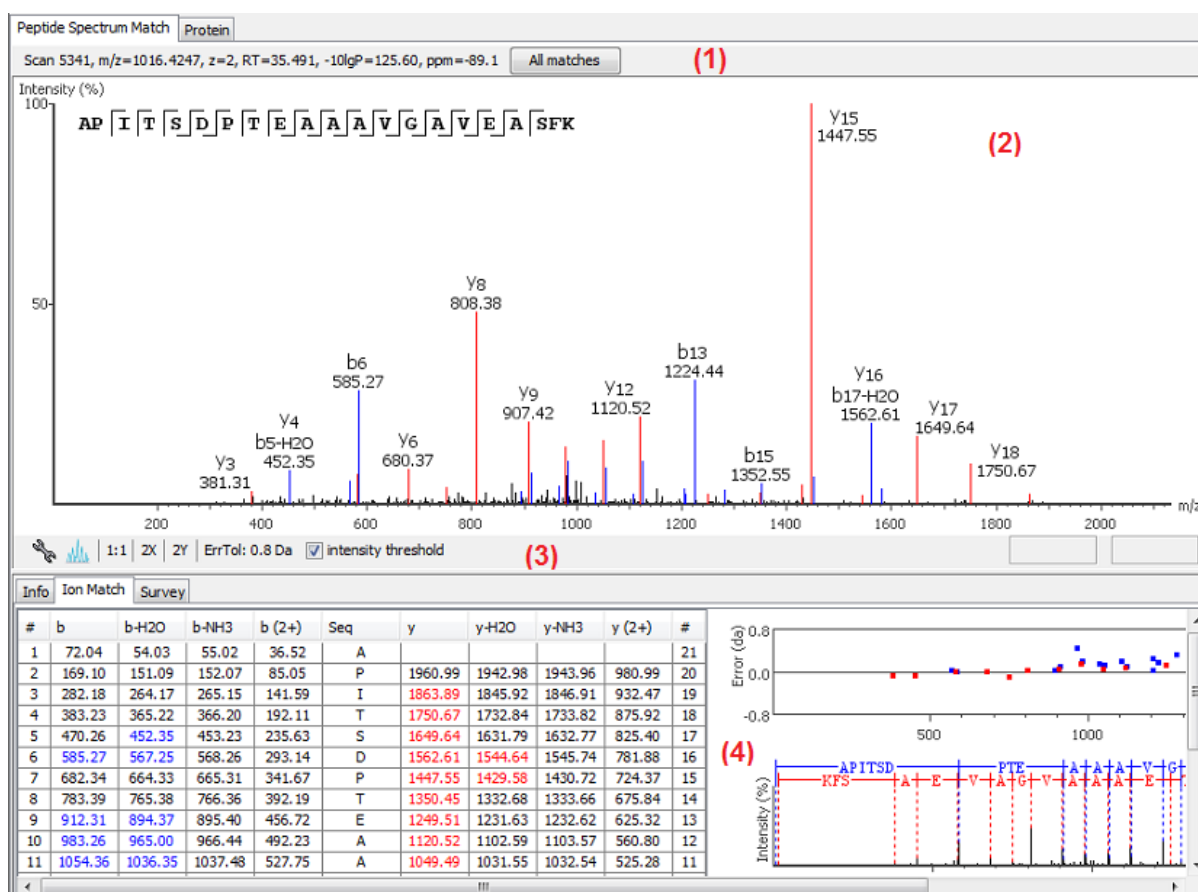 Peptide Spectrum Match Protein
Scan 5341, m/z=1016.4247, z=2, RT=35.491, -10lgP=125.60, ppm=-89.1 All matches (1)
Intensity (%)
100
AP I T S D P T E A A A V G A V E A SFK
y15
1447.55
(2)
50
y8
808.38
b6
585.27
b13
1224.44
y4
b5-H2O
452.35
y3
381.31
y6
680.37
y9
907.42
y12
1120.52
b15
1352.55
y16
b17-H2O
1562.61
y17
1649.64
y18
1750.67
200 400 600 800 1000 1200 1400 1600 1800 2000 m/z
1:1 2X 2Y ErrTol: 0.8 Da intensity threshold (3)
Info Ion Match Survey
# b b-H2O b-NH3 b (2+) Seq y y-H2O y-NH3 y (2+) #
1 72.04 54.03 55.02 36.52 A 21
2 169.10 151.09 152.07 85.05 P 1960.99 1942.98 1943.96 980.99 20
3 282.18 264.17 265.15 141.59 I 1863.89 1845.92 1846.91 932.47 19
4 383.23 365.22 366.20 192.11 T 1750.67 1732.84 1733.82 875.92 18
5 470.26 452.35 453.23 235.63 S 1649.64 1631.79 1632.77 825.40 17
6 585.27 567.25 568.26 293.14 D 1562.61 1544.64 1545.74 781.88 16
7 682.34 664.33 665.31 341.67 P 1447.55 1429.58 1430.72 724.37 15
8 783.39 765.38 766.36 392.19 T 1350.45 1332.68 1333.66 675.84 14
9 912.31 894.37 895.40 456.72 E 1249.51 1231.63 1232.62 625.32 13
10 983.26 965.00 966.44 492.23 A 1120.52 1102.59 1103.57 560.80 12
11 1054.36 1036.35 1037.48 527.75 A 1049.49 1031.55 1032.54 525.28 11
Error (da)
0.8
0.0
-0.8
500 1000
(4)
APITSD PTE A A A V G
KFS A E V A G V A A A E
Intensity (%)
500 1000